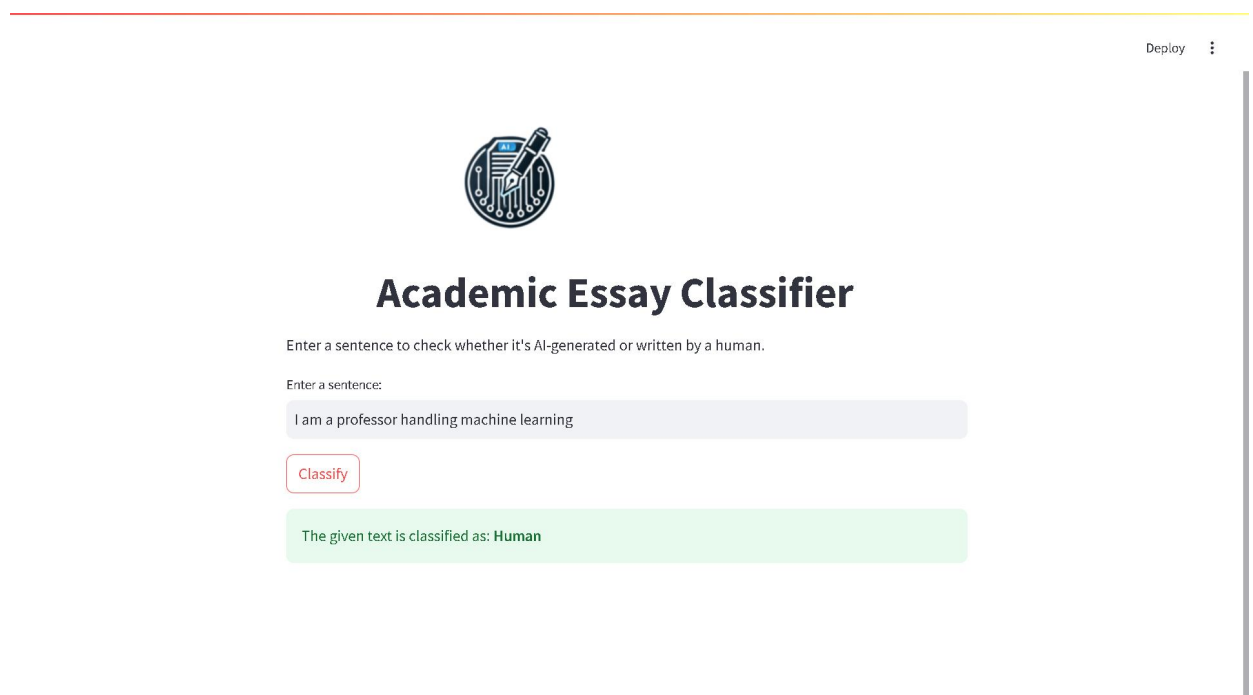 Deploy
AI
Academic Essay Classifier
Enter a sentence to check whether it's AI-generated or written by a human.
Enter a sentence:
I am a professor handling machine learning
Classify
The given text is classified as: Human